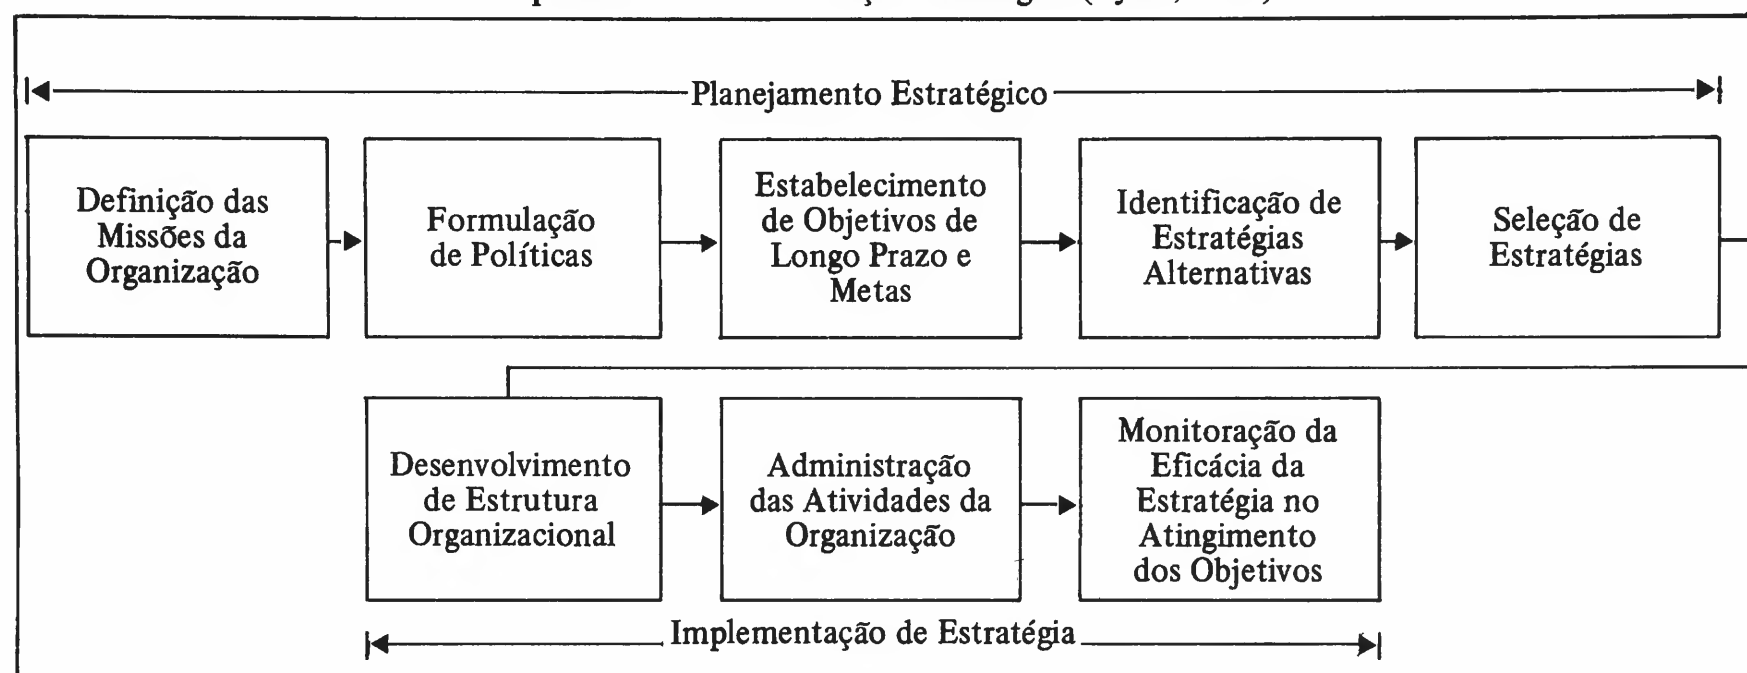 Planejamento Estratégico
Definição das
Missões da
Organização
Formulação
de Políticas
Estabelecimento
de Objetivos de
Longo Prazo e
Metas
Identificação de
Estratégias
Alternativas
Seleção de
Estratégias
Desenvolvimento
de Estrutura
Organizacional
Administração
das Atividades da
Organização
Monitoração da
Eficácia da
Estratégia no
Atingimento
dos Objetivos
Implementação de Estratégia